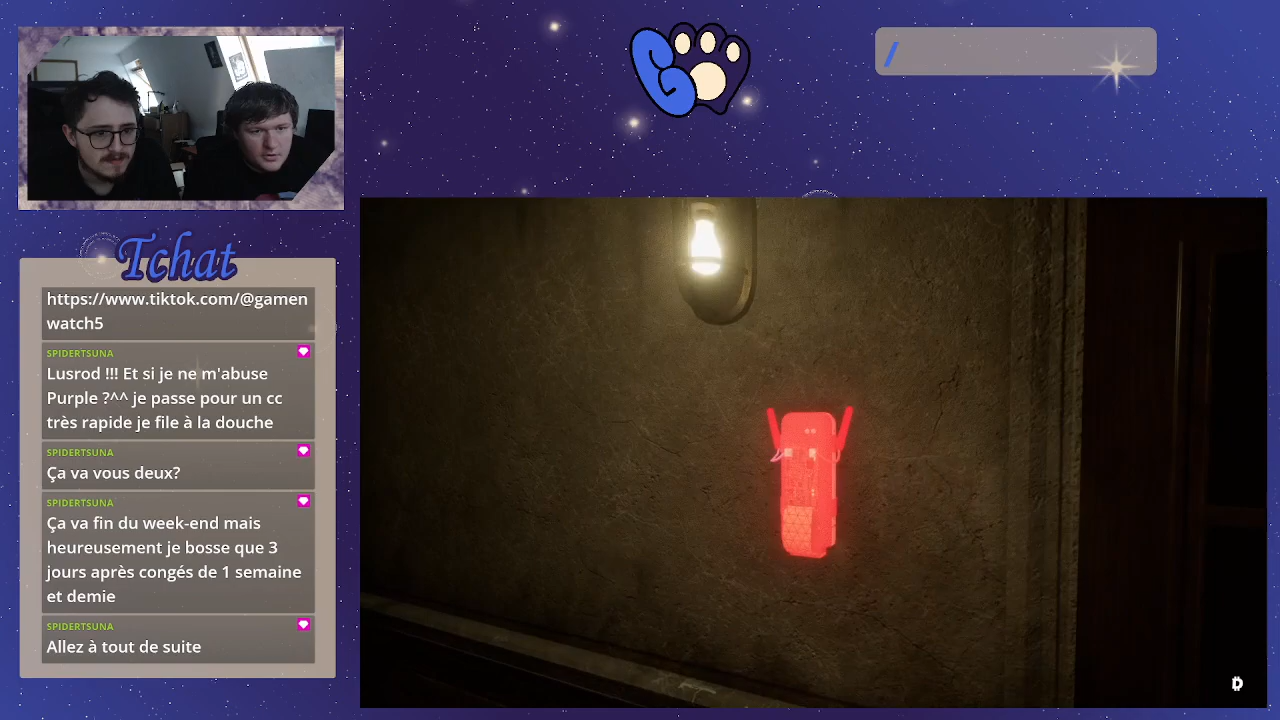 G
/
Tchat
https://www.tiktok.com/@gamen
watch5
SPIDERTSUNA
Lusrod !!! Et si je ne m'abuse
Purple ?^^ je passe pour un cc
très rapide je file à la douche
SPIDERTSUNA
Ça va vous deux?
SPIDERTSUNA
Ça va fin du week-end mais
heureusement je bosse que 3
jours après congés de 1 semaine
et demie
SPIDERTSUNA
Allez à tout de suite